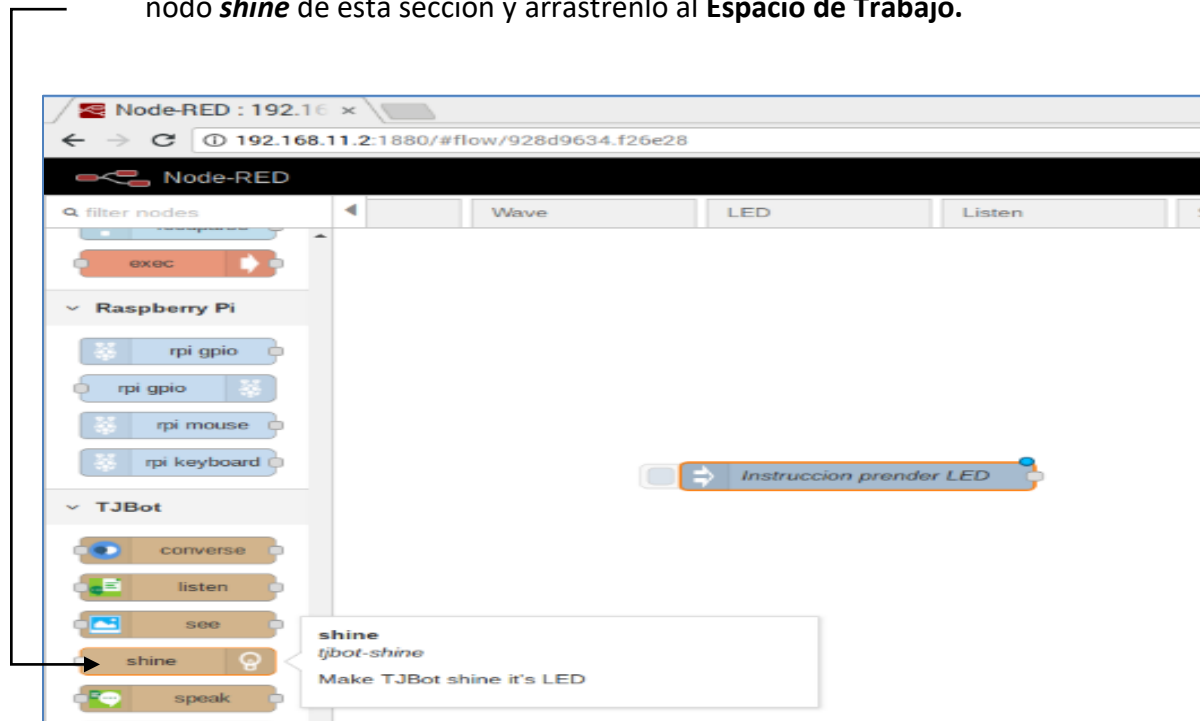 nodo shine de esta sección y arrástrenlo al Espacio de Trabajo.
Node-RED : 192.16
192.168.11.2:1880/#flow/928d9634.f26e28
Node-RED
filter nodes
Wave
LED
Listen
exec
Raspberry Pi
rpi gpio
rpi gpio
rpi mouse
rpi keyboard
Instruccion prender LED
TJBot
converse
listen
see
shine
speak
shine
tjbot-shine
Make TJBot shine it's LED